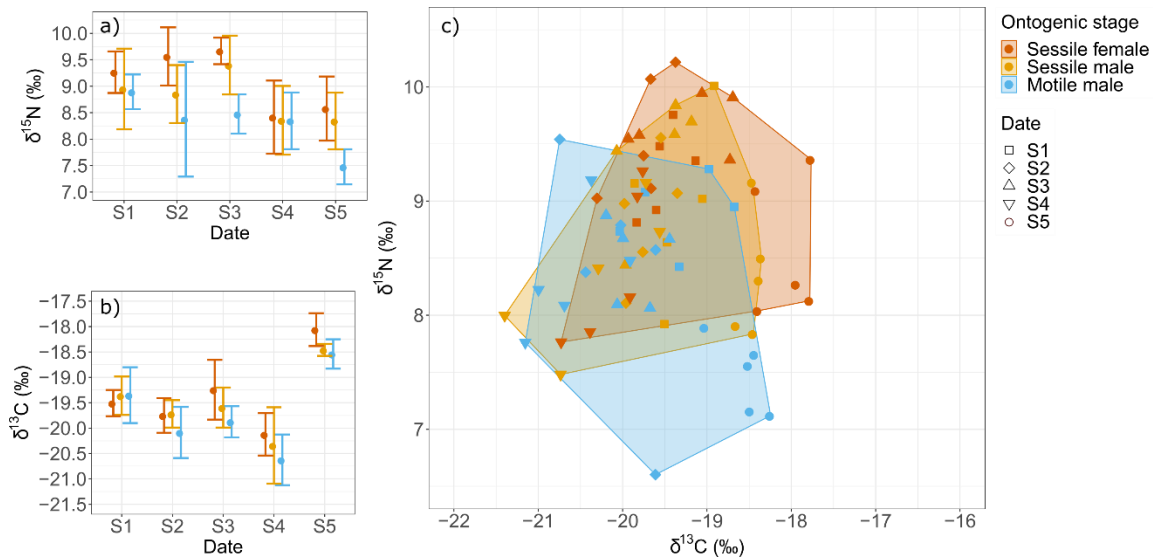 a)
10.0
9.5
9.0
8.5
8.0
7.5
7.0
δ15N (‰)
S1 S2 S3 S4 S5
Date
b)
−17.5
−18.0
−18.5
−19.0
−19.5
−20.0
−20.5
−21.0
−21.5
δ13C (‰)
S1 S2 S3 S4 S5
Date
c)
10
9
8
7
δ15N (‰)
−22 −21 −20 −19 −18 −17 −16
δ13C (‰)
Ontogenic stage
Sessile female
Sessile male
Motile male
Date
S1
S2
S3
S4
S5